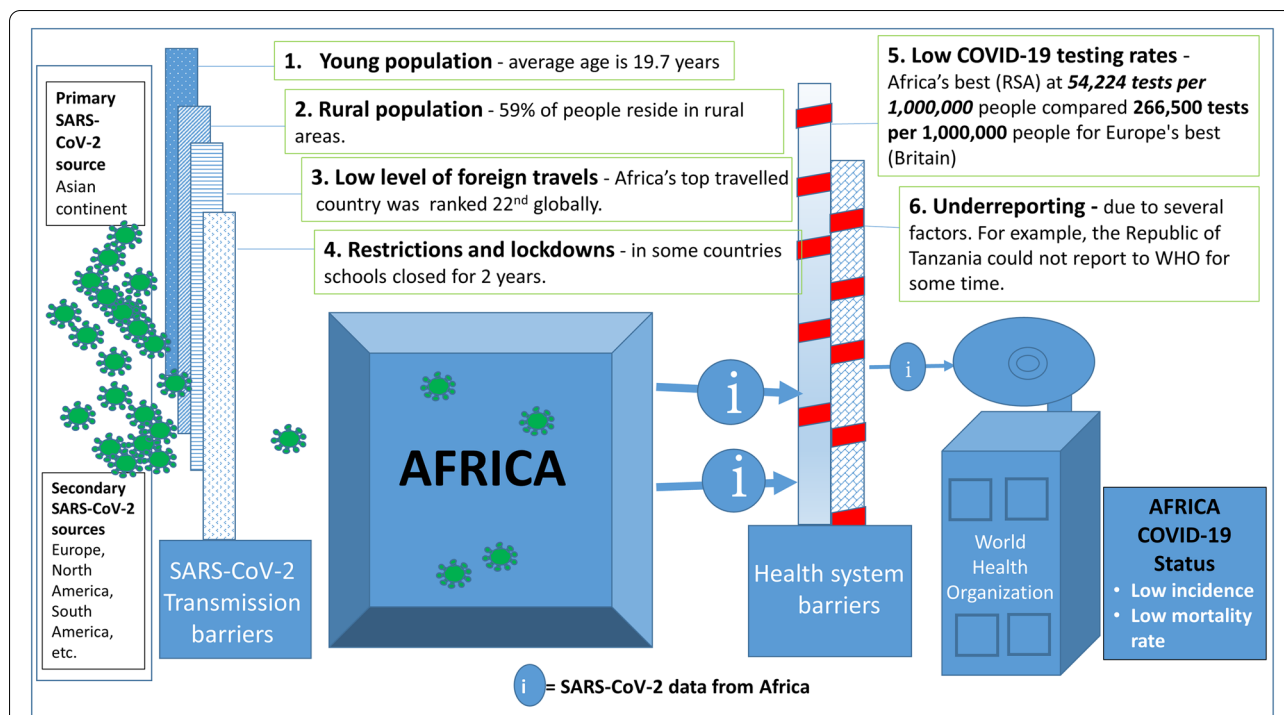 Primary
SARS-
CoV-2
source
Asian
continent
1. Young population - average age is 19.7 years
2. Rural population - 59% of people reside in rural
areas.
3. Low level of foreign travels - Africa's top travelled
country was ranked 22nd globally.
4. Restrictions and lockdowns - in some countries
schools closed for 2 years.
5. Low COVID-19 testing rates -
Africa's best (RSA) at 54,224 tests per
1,000,000 people compared 266,500 tests
per 1,000,000 people for Europe's best
(Britain)
6. Underreporting - due to several
factors. For example, the Republic of
Tanzania could not report to WHO for
some time.
Secondary
SARS-CoV-2
sources
Europe,
North
America,
South
America,
etc.
SARS-CoV-2
Transmission
barriers
AFRICA
i
i
i
Health system
barriers
World
Health
Organization
AFRICA
COVID-19
Status
• Low incidence
• Low mortality
rate
i = SARS-CoV-2 data from Africa